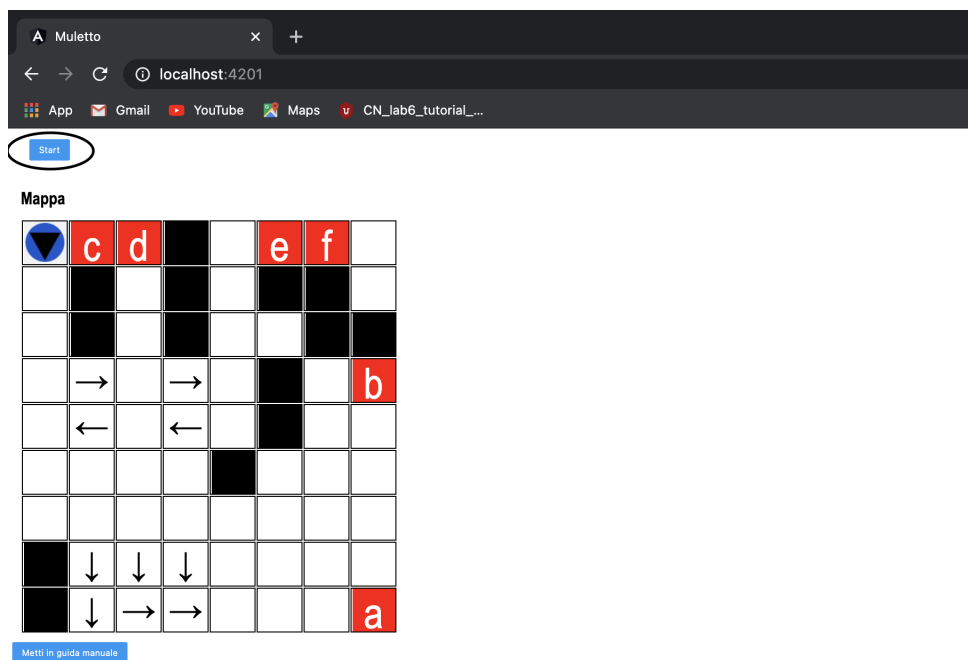 Muletto
localhost:4201
App Gmail YouTube Maps CN_lab6_tutorial_...
Start
Mappa
c d e f
→ → b
← ←
↓ ↓ ↓
↓ → → a
Metti in guida manuale